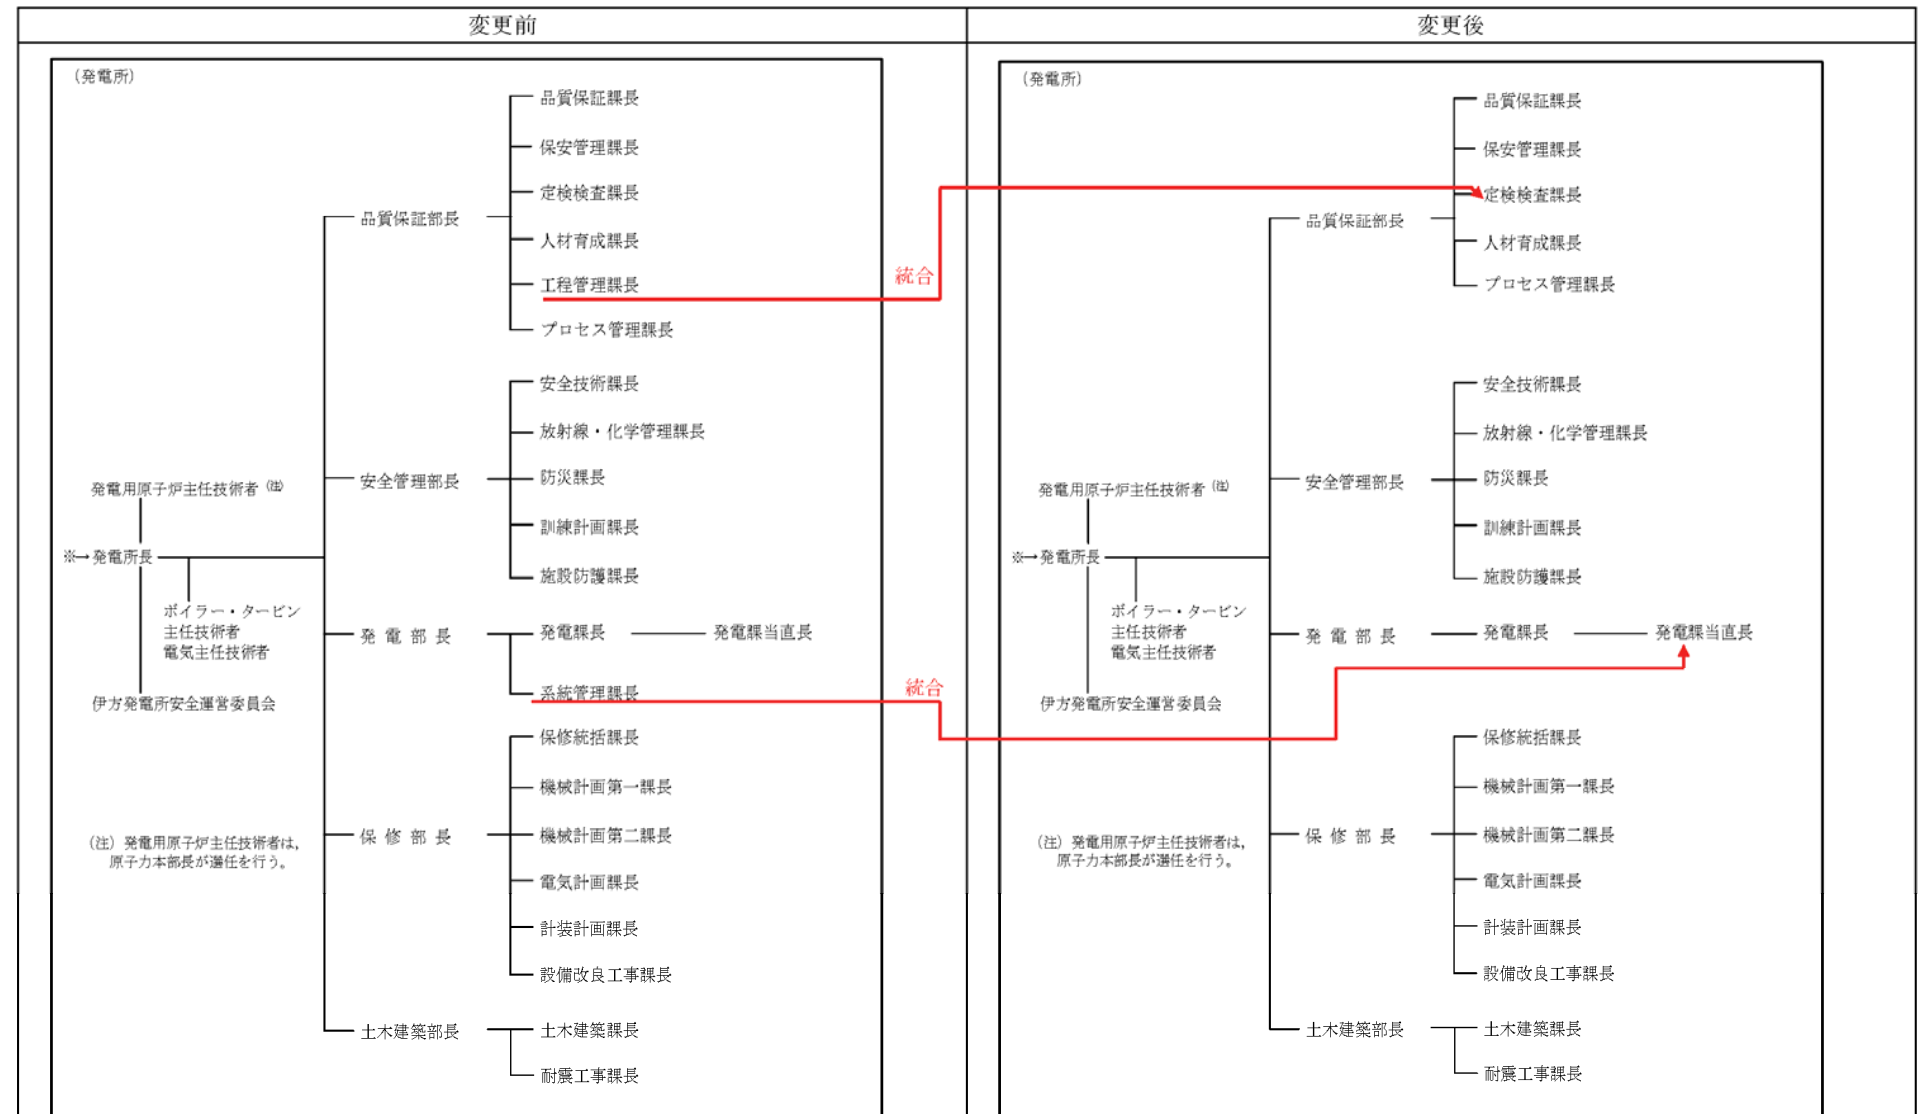 変更前
変更後
（発電所）
品質保証課長
保安管理課長
定検検査課長
品質保証部長
人材育成課長
工程管理課長
プロセス管理課長
安全技術課長
放射線・化学管理課長
安全管理部長
防災課長
訓練計画課長
施設防護課長
発電用原子炉主任技術者（注）
※→発電所長
ボイラー・タービン
主任技術者
電気主任技術者
伊方発電所安全運営委員会
発電部長
発電課長
発電課当直長
系統管理課長
保修統括課長
機械計画第一課長
保修部長
機械計画第二課長
電気計画課長
計装計画課長
設備改良工事課長
（注）発電用原子炉主任技術者は，
原子力本部長が選任を行う。
土木建築部長
土木建築課長
耐震工事課長
統合
統合
（発電所）
品質保証課長
保安管理課長
定検検査課長
品質保証部長
人材育成課長
プロセス管理課長
安全技術課長
放射線・化学管理課長
安全管理部長
防災課長
訓練計画課長
施設防護課長
発電用原子炉主任技術者（注）
※→発電所長
ボイラー・タービン
主任技術者
電気主任技術者
伊方発電所安全運営委員会
発電部長
発電課長
発電課当直長
保修統括課長
機械計画第一課長
保修部長
機械計画第二課長
電気計画課長
計装計画課長
設備改良工事課長
（注）発電用原子炉主任技術者は，
原子力本部長が選任を行う。
土木建築部長
土木建築課長
耐震工事課長